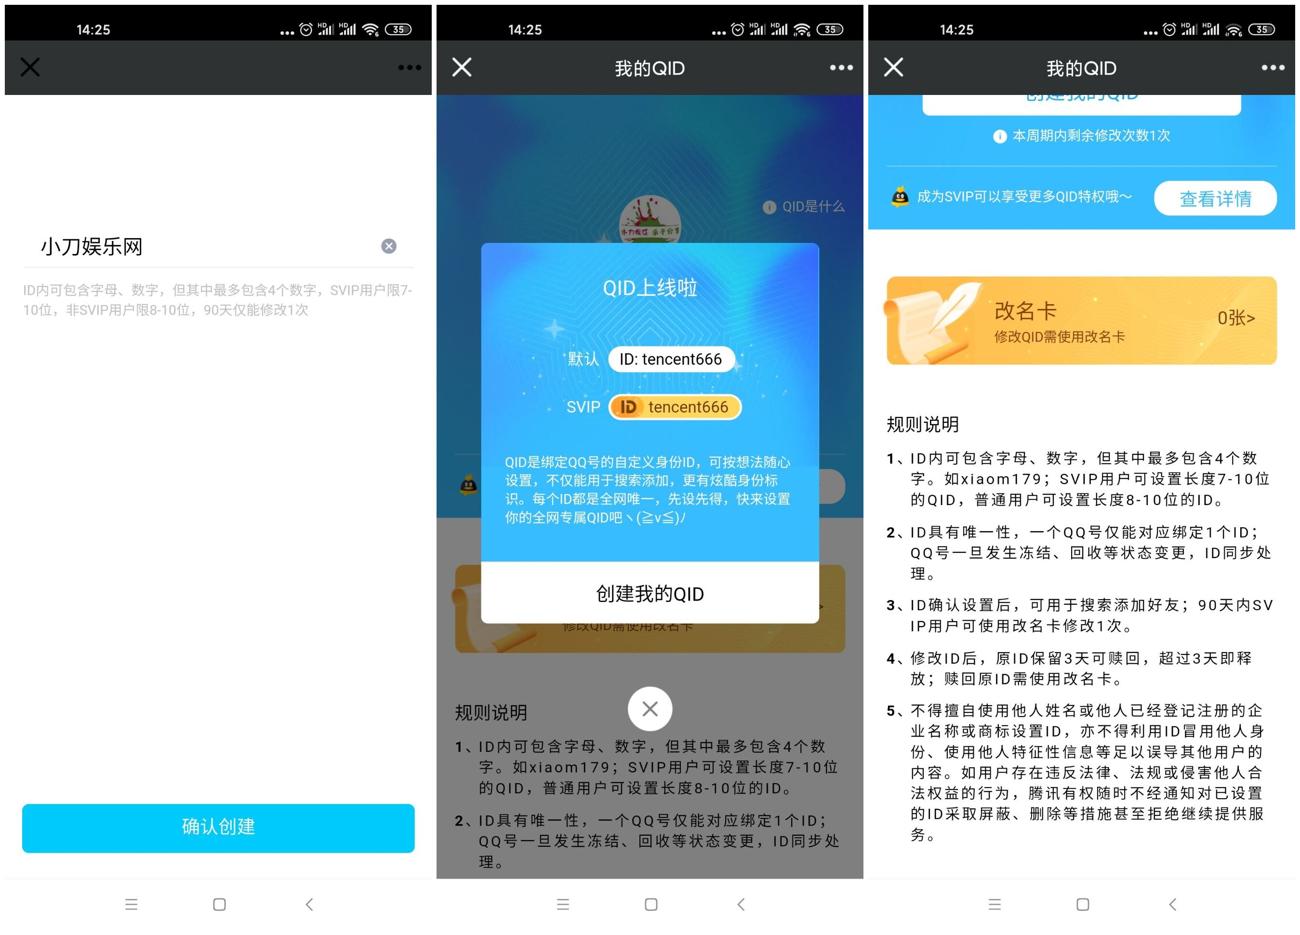 14:25
35
小刀娱乐网
ID内可包含字母、数字，但其中最多包含4个数字，SVIP用户限7-
10位，非SVIP用户限8-10位，90天仅能修改1次
确认创建
14:25
35
我的QID
QID是什么
QID上线啦
默认 ID: tencent666
SVIP ID tencent666
QID是绑定QQ号的自定义身份ID，可按想法随心
设置，不仅能用于搜索添加，更有炫酷身份标
识。每个ID都是全网唯一，先设先得，快来设置
你的全网专属QID吧ヽ(≧v≦)ﾉ
创建我的QID
修改QID需使用改名卡
规则说明
1、ID内可包含字母、数字，但其中最多包含4个数
字。如xiaom179；SVIP用户可设置长度7-10位
的QID，普通用户可设置长度8-10位的ID。
2、ID具有唯一性，一个QQ号仅能对应绑定1个ID；
QQ号一旦发生冻结、回收等状态变更，ID同步处
理。
14:25
35
我的QID
创建我的QID
本周期内剩余修改次数1次
成为SVIP可以享受更多QID特权哦～ 查看详情
改名卡
修改QID需使用改名卡
0张>
规则说明
1、ID内可包含字母、数字，但其中最多包含4个数
字。如xiaom179；SVIP用户可设置长度7-10位
的QID，普通用户可设置长度8-10位的ID。
2、ID具有唯一性，一个QQ号仅能对应绑定1个ID；
QQ号一旦发生冻结、回收等状态变更，ID同步处
理。
3、ID确认设置后，可用于搜索添加好友；90天内SV
IP用户可使用改名卡修改1次。
4、修改ID后，原ID保留3天可赎回，超过3天即释
放；赎回原ID需使用改名卡。
5、不得擅自使用他人姓名或他人已经登记注册的企
业名称或商标设置ID，亦不得利用ID冒用他人身
份、使用他人特征性信息等足以误导其他用户的
内容。如用户存在违反法律、法规或侵害他人合
法权益的行为，腾讯有权随时不经通知对已设置
的ID采取屏蔽、删除等措施甚至拒绝继续提供服
务。